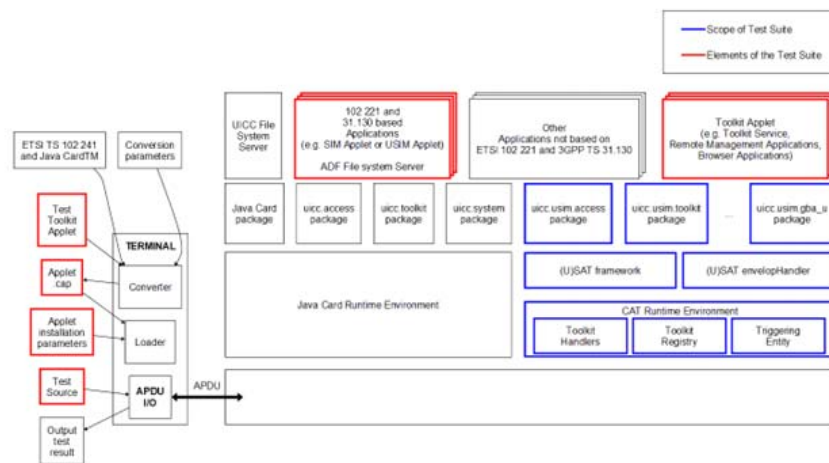 Scope of Test Suite
Elements of the Test Suite
UICC File
System
Server
102 221 and
31.130 based
Applications
(e.g. SIM Applet or USIM Applet)
ADF File system Server
Other
Applications not based on
ETSI 102 221 and 3GPP TS 31.130
Toolkit Applet
(e.g. Toolkit Service,
Remote Management Applications,
Browser Applications)
ETSI TS 102 241
and Java CardTM
Conversion
parameters
Java Card
package
uicc.access
package
uicc.toolkit
package
uicc.system
package
uicc.usim.access
package
uicc.usim.toolkit
package
...
uicc.usim.gba_u
package
Test
Toolkit
Applet
TERMINAL
Applet
.cap
Converter
Java Card Runtime Environment
(U)SAT framework
(U)SAT envelopHandler
Applet
installation
parameters
Loader
CAT Runtime Environment
Toolkit
Handlers
Toolkit
Registry
Triggering
Entity
Test
Source
APDU
I/O
APDU
Output
test
result